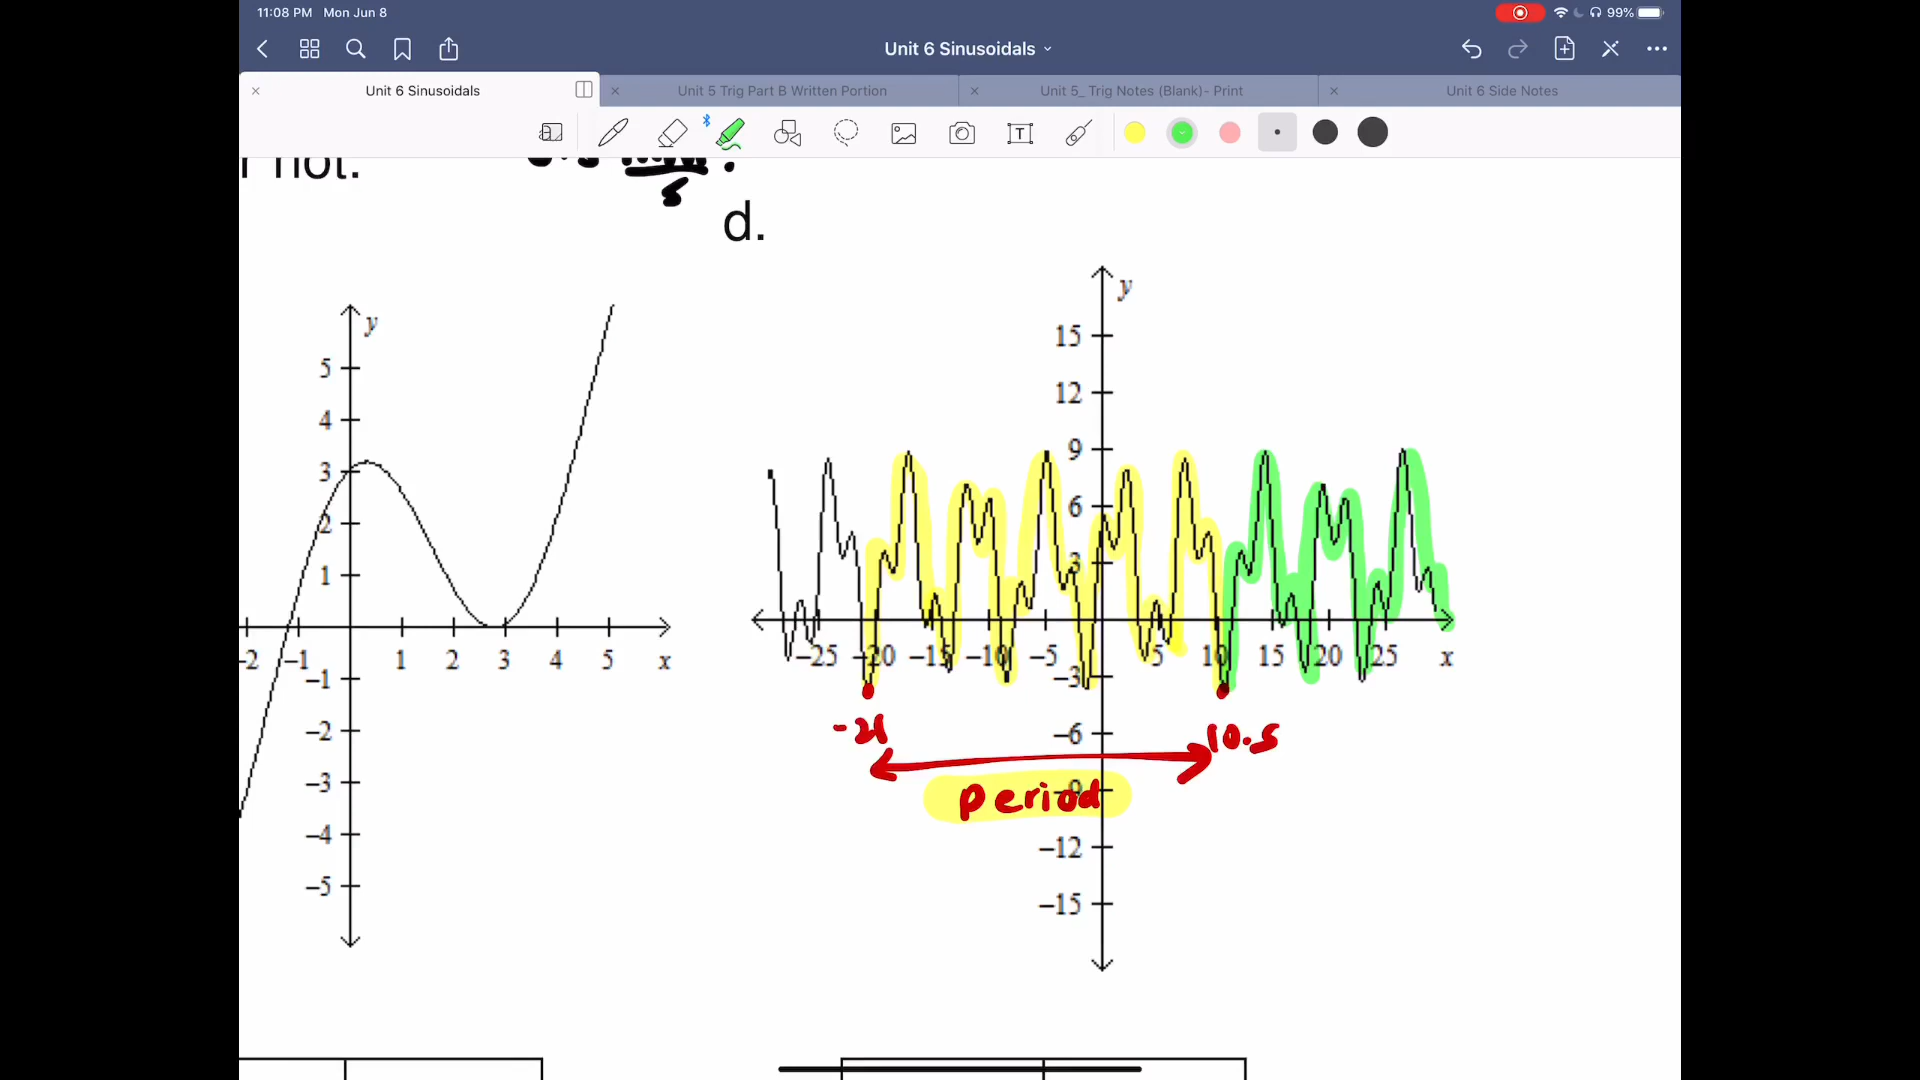 11:08 PM Mon Jun 8
99%
Unit 6 Sinusoidals
Unit 6 Sinusoidals
Unit 5 Trig Part B Written Portion
Unit 5_ Trig Notes (Blank)- Print
Unit 6 Side Notes
T
r not.
s
d.
y
5
4
3
2
1
-2 -1 1 2 3 4 5 x
-1
-2
-3
-4
-5
y
15
12
9
6
3
-25 -20 -15 -10 -5 5 10 15 20 25 x
-3
-6
-9
-12
-15
-21
10.5
period